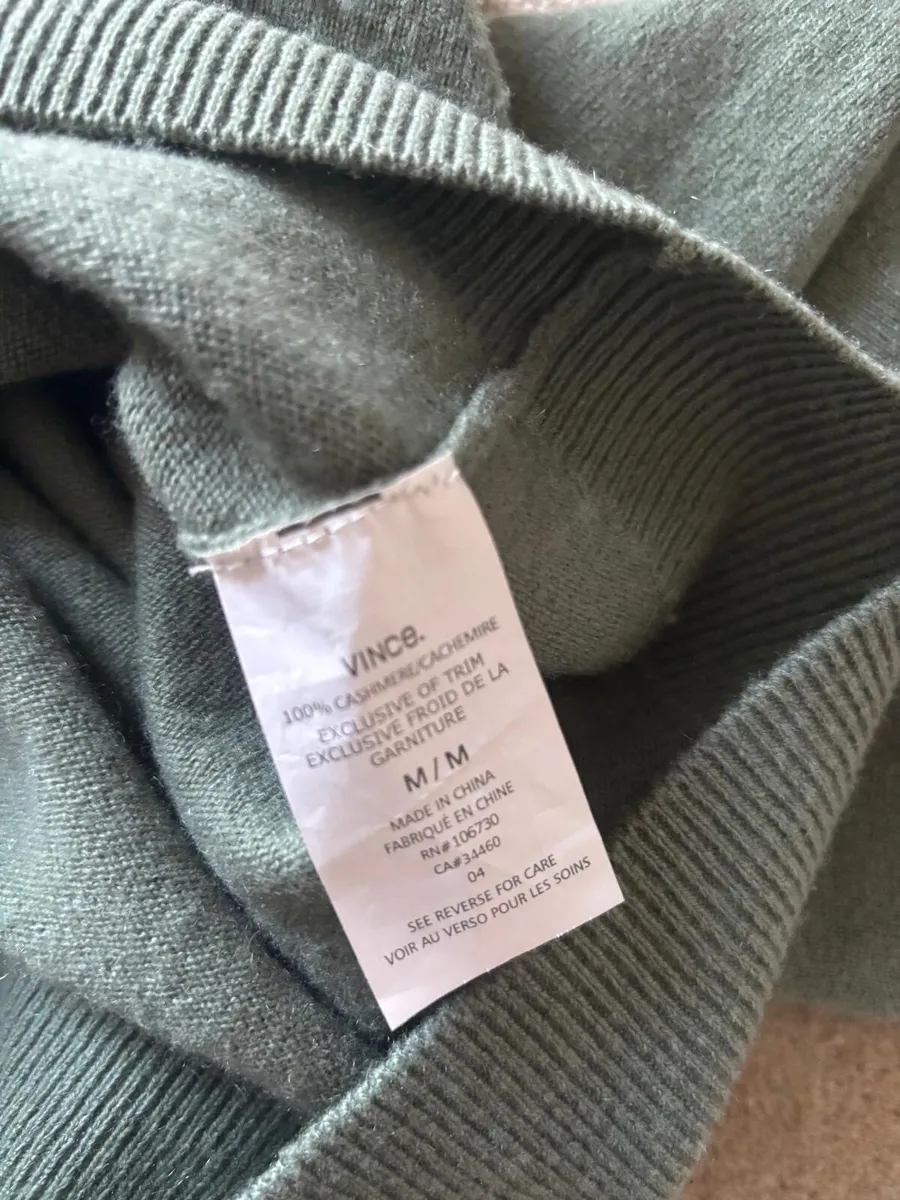 VINCE.
100% CASHMERE/CACHEMIRE
EXCLUSIVE OF TRIM
EXCLUSIVE FROID DE LA
GARNITURE
M / M
MADE IN CHINA
FABRIQUÉ EN CHINE
RN#106730
CA#34460
04
SEE REVERSE FOR CARE
VOIR AU VERSO POUR LES SOINS